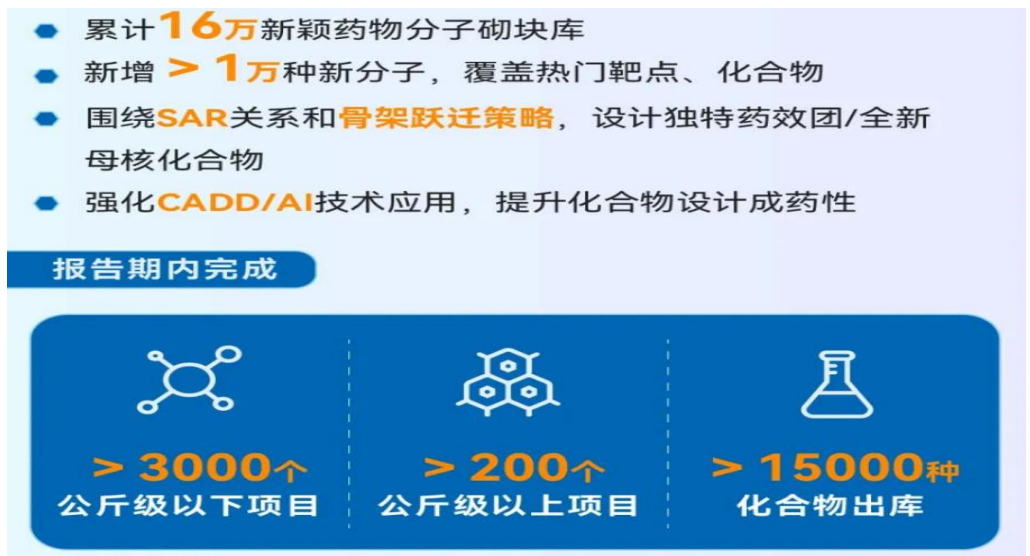 累计16万新颖药物分子砌块库
新增 > 1万种新分子，覆盖热门靶点、化合物
围绕SAR关系和骨架跃迁策略，设计独特药效团/全新
母核化合物
强化CADD/AI技术应用，提升化合物设计成药性
报告期内完成
> 3000个
公斤级以下项目
> 200个
公斤级以上项目
> 15000种
化合物出库